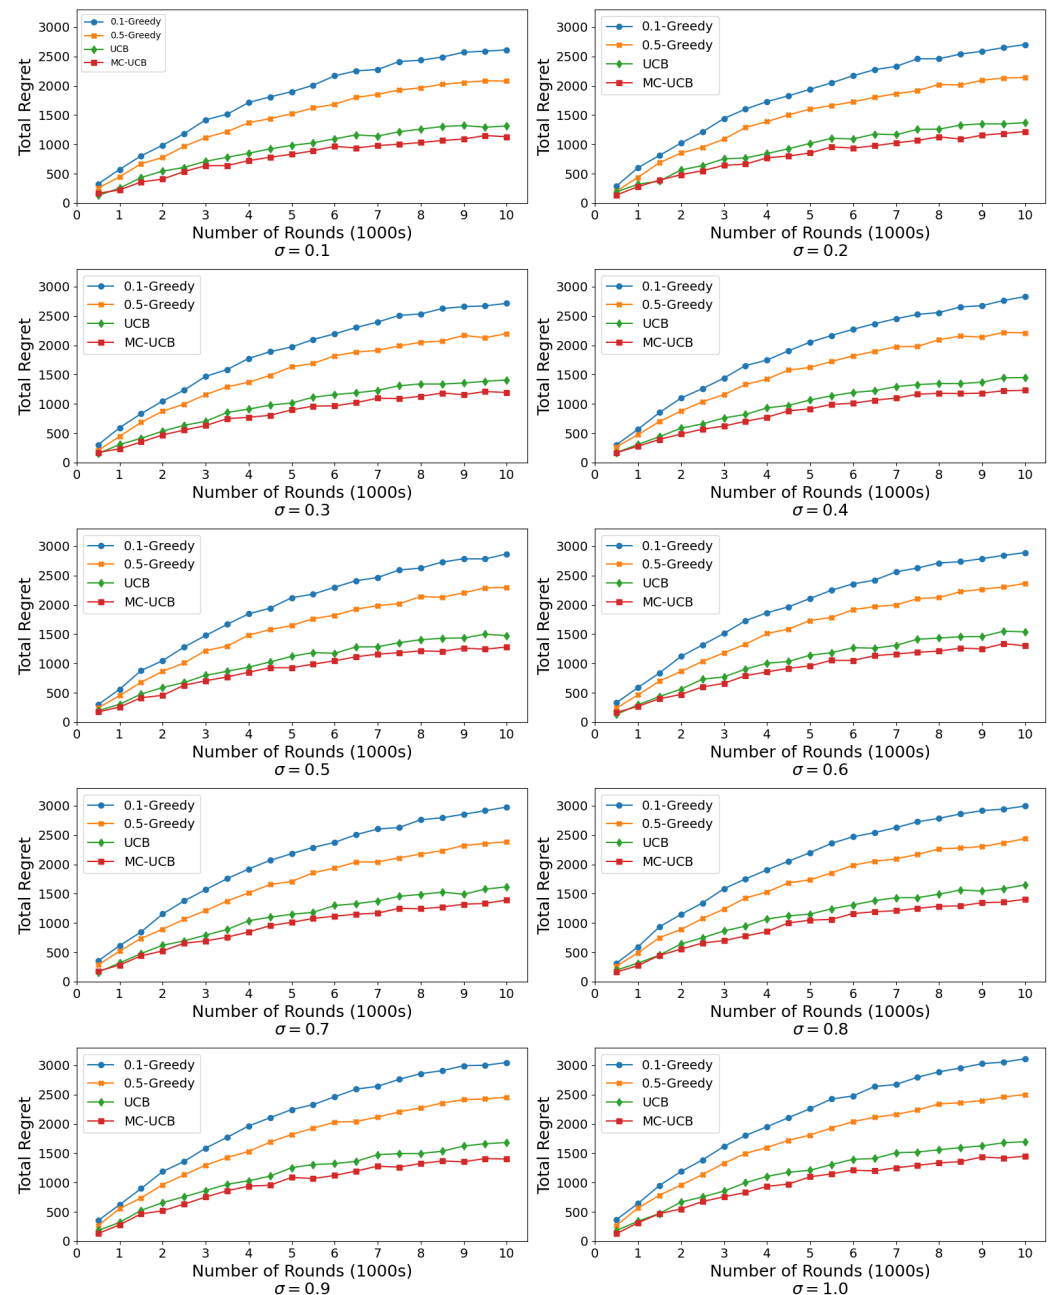 3000
2500
2000
1500
1000
500
0
Total Regret
0.1-Greedy
0.5-Greedy
UCB
MC-UCB
0 1 2 3 4 5 6 7 8 9 10
Number of Rounds (1000s)
σ = 0.1
3000
2500
2000
1500
1000
500
0
Total Regret
0.1-Greedy
0.5-Greedy
UCB
MC-UCB
0 1 2 3 4 5 6 7 8 9 10
Number of Rounds (1000s)
σ = 0.2
3000
2500
2000
1500
1000
500
0
Total Regret
0.1-Greedy
0.5-Greedy
UCB
MC-UCB
0 1 2 3 4 5 6 7 8 9 10
Number of Rounds (1000s)
σ = 0.3
3000
2500
2000
1500
1000
500
0
Total Regret
0.1-Greedy
0.5-Greedy
UCB
MC-UCB
0 1 2 3 4 5 6 7 8 9 10
Number of Rounds (1000s)
σ = 0.4
3000
2500
2000
1500
1000
500
0
Total Regret
0.1-Greedy
0.5-Greedy
UCB
MC-UCB
0 1 2 3 4 5 6 7 8 9 10
Number of Rounds (1000s)
σ = 0.5
3000
2500
2000
1500
1000
500
0
Total Regret
0.1-Greedy
0.5-Greedy
UCB
MC-UCB
0 1 2 3 4 5 6 7 8 9 10
Number of Rounds (1000s)
σ = 0.6
3000
2500
2000
1500
1000
500
0
Total Regret
0.1-Greedy
0.5-Greedy
UCB
MC-UCB
0 1 2 3 4 5 6 7 8 9 10
Number of Rounds (1000s)
σ = 0.7
3000
2500
2000
1500
1000
500
0
Total Regret
0.1-Greedy
0.5-Greedy
UCB
MC-UCB
0 1 2 3 4 5 6 7 8 9 10
Number of Rounds (1000s)
σ = 0.8
3000
2500
2000
1500
1000
500
0
Total Regret
0.1-Greedy
0.5-Greedy
UCB
MC-UCB
0 1 2 3 4 5 6 7 8 9 10
Number of Rounds (1000s)
σ = 0.9
3000
2500
2000
1500
1000
500
0
Total Regret
0.1-Greedy
0.5-Greedy
UCB
MC-UCB
0 1 2 3 4 5 6 7 8 9 10
Number of Rounds (1000s)
σ = 1.0